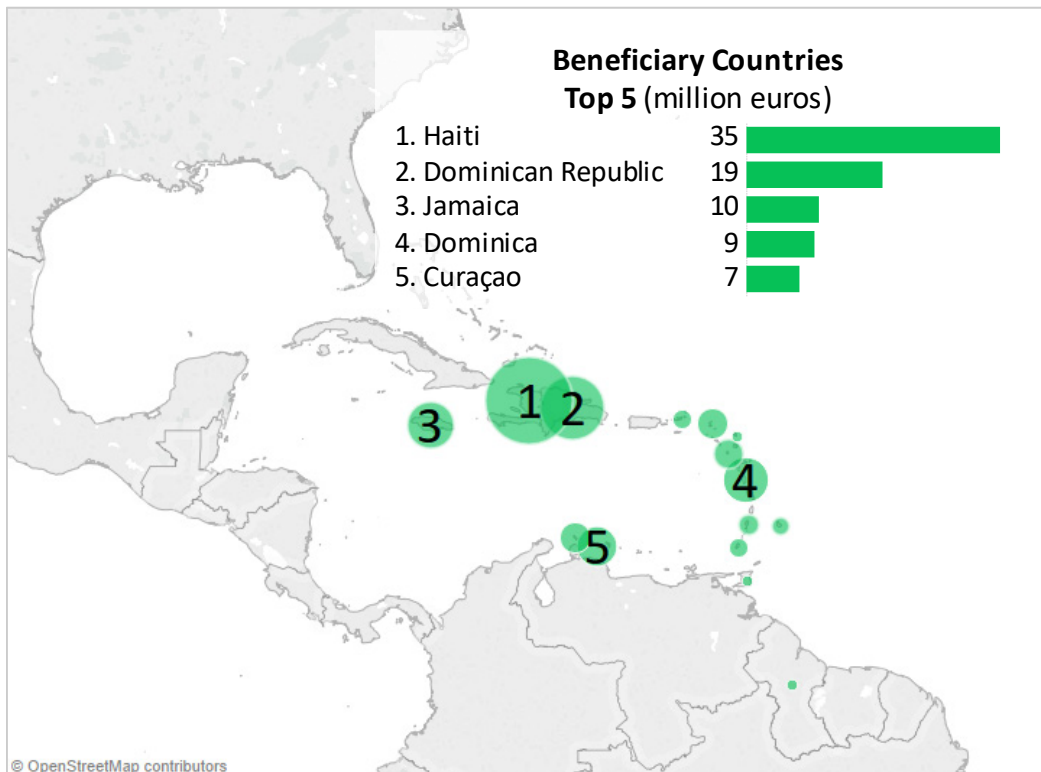 Beneficiary Countries
Top 5 (million euros)
1. Haiti 35
2. Dominican Republic 19
3. Jamaica 10
4. Dominica 9
5. Curaçao 7
1
2
3
4
5
© OpenStreetMap contributors